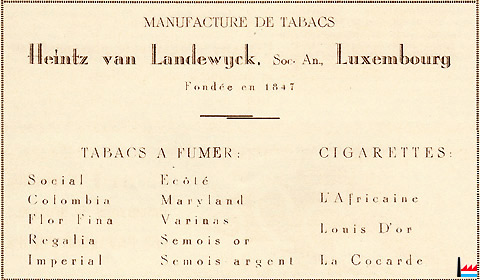 MANUFACTURE DE TABACS
Heintz van Landewyck, Soc. An., Luxembourg
Fondée en 1847
TABACS A FUMER:
Social Ecôté
Colombia Maryland
Flor Fina Varinas
Regalia Semois or
Imperial Semois argent
CIGARETTES:
L'Africaine
Louis D'or
La Cocarde